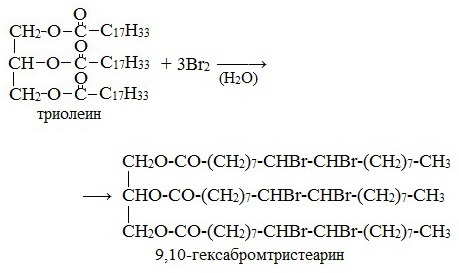 CH2-O-C-C17H33
O
CH-O-C-C17H33 + 3Br2 ⟶
O (H2O)
CH2-O-C-C17H33
O
триолеин
⟶ CH2O-CO-(CH2)7-CHBr-CHBr-(CH2)7-CH3
CHO-CO-(CH2)7-CHBr-CHBr-(CH2)7-CH3
CH2O-CO-(CH2)7-CHBr-CHBr-(CH2)7-CH3
9,10-гексабромтристеарин